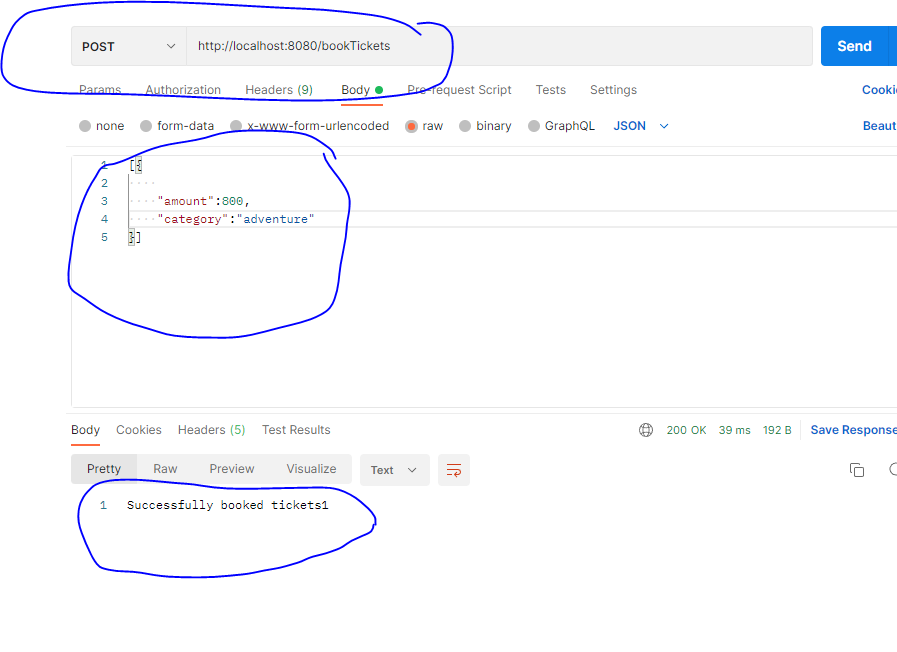 POST http://localhost:8080/bookTickets Send
Params Authorization Headers (9) Body Pre-request Script Tests Settings Cookie
none form-data x-www-form-urlencoded raw binary GraphQL JSON Beaut
1 [{
2 ····
3 ····"amount":800,
4 ····"category":"adventure"
5 }]
Body Cookies Headers (5) Test Results 200 OK 39 ms 192 B Save Response
Pretty Raw Preview Visualize Text
1 Successfully booked tickets1